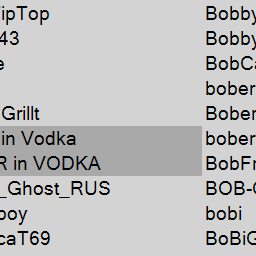 ipTop Bobby
43 Bobby
e BobCa
bober
Grillt Bober
in Vodka bober
R in VODKA BobFr
_Ghost_RUS BOB-
boy bobi
caT69 BoBiG